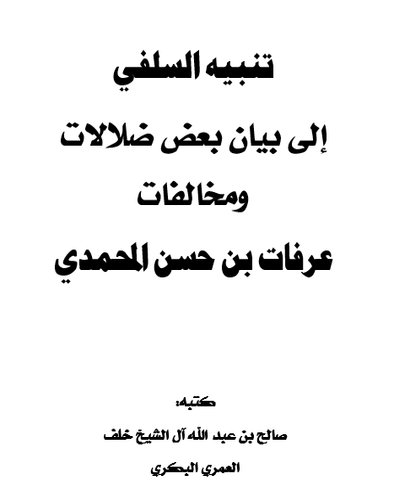 تنبيه السلفي
إلى بيان بعض ضلالات
ومخالفات
عرفات بن حسن المحمدي
كتبه:
صالح بن عبد الله آل الشيخ خلف
العمري البكري